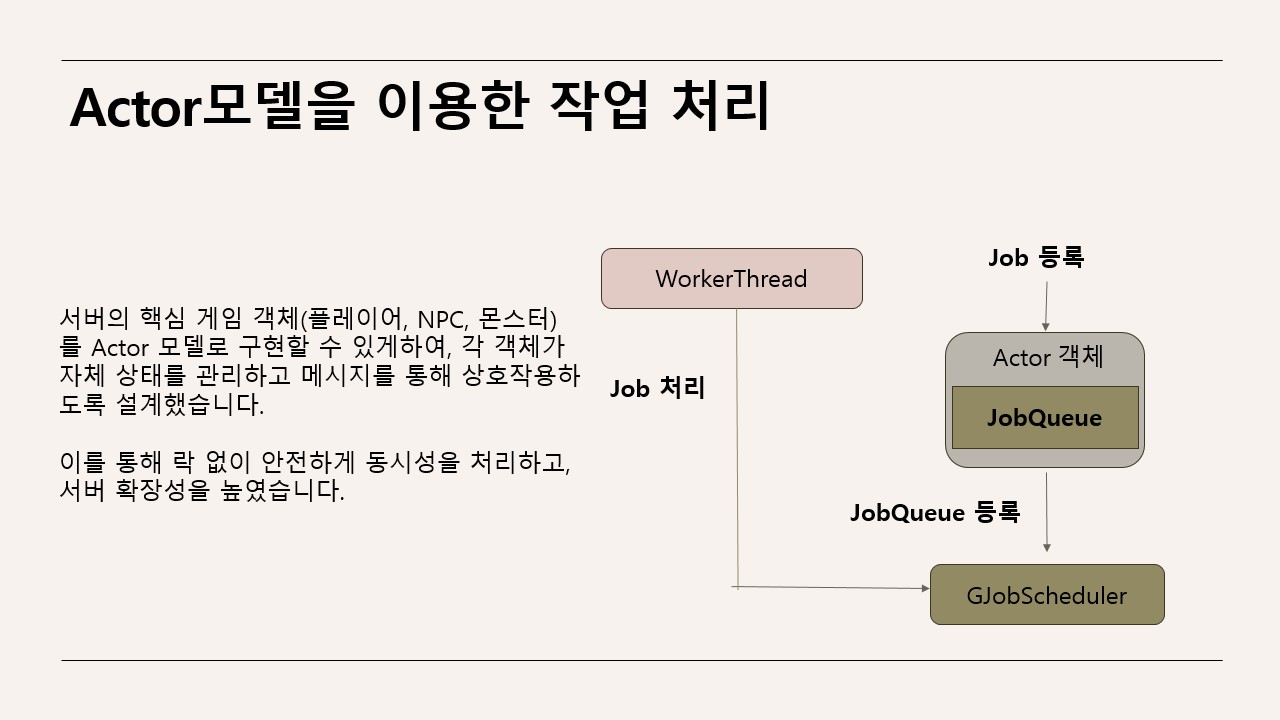 Actor모델을 이용한 작업 처리
서버의 핵심 게임 객체(플레이어, NPC, 몬스터)
를 Actor 모델로 구현할 수 있게하여, 각 객체가
자체 상태를 관리하고 메시지를 통해 상호작용하
도록 설계했습니다.
이를 통해 락 없이 안전하게 동시성을 처리하고,
서버 확장성을 높였습니다.
WorkerThread
Job 처리
Job 등록
Actor 객체
JobQueue
JobQueue 등록
GJobScheduler